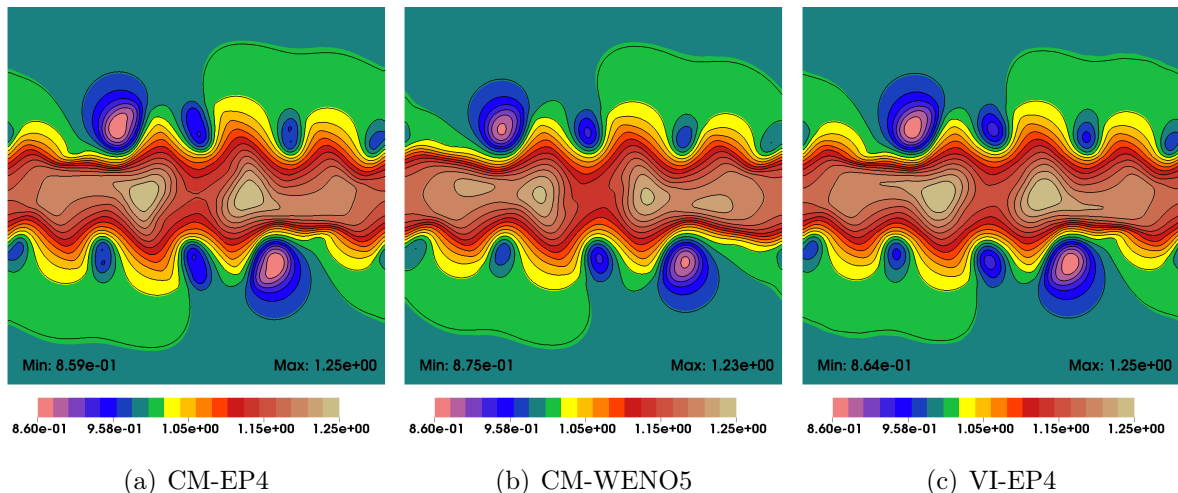 Min: 8.59e-01 Max: 1.25e+00
Min: 8.75e-01 Max: 1.23e+00
Min: 8.64e-01 Max: 1.25e+00
8.60e-01 9.58e-01 1.05e+00 1.15e+00 1.25e+00
8.60e-01 9.58e-01 1.05e+00 1.15e+00 1.25e+00
8.60e-01 9.58e-01 1.05e+00 1.15e+00 1.25e+00
(a) CM-EP4
(b) CM-WENO5
(c) VI-EP4